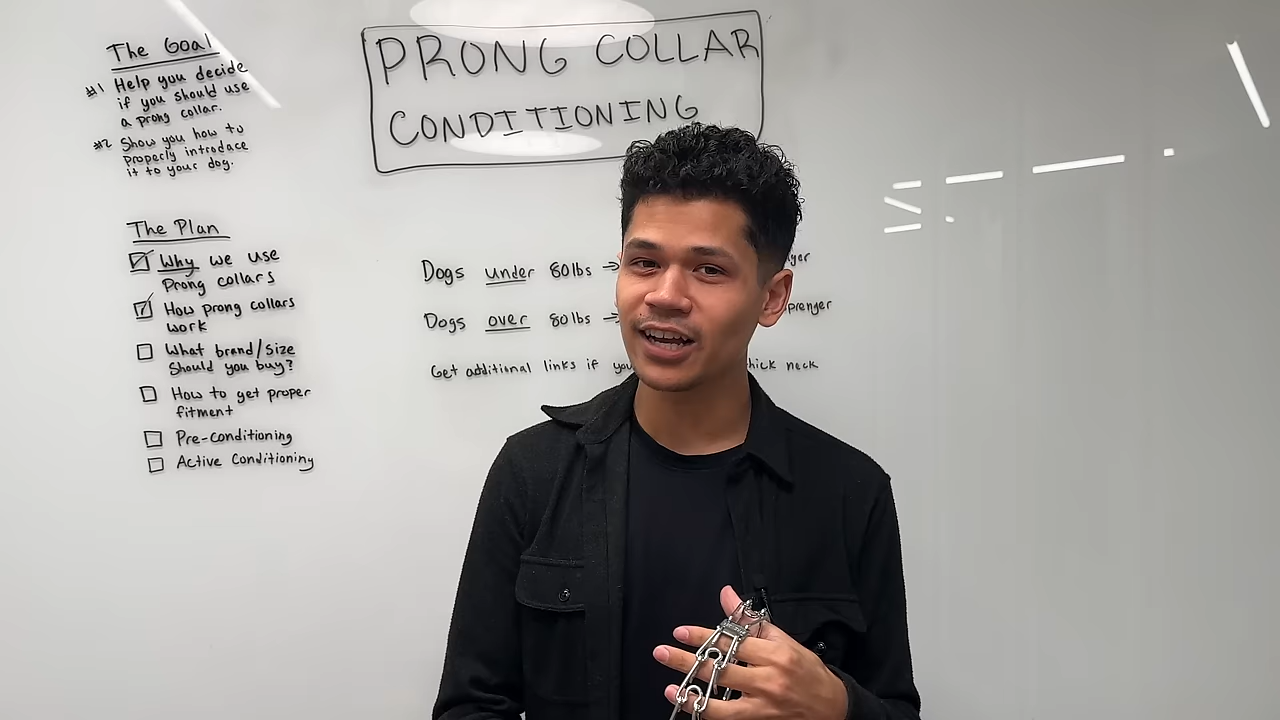 The Goal
#1 Help you decide
if you should use
a prong collar.
#2 Show you how to
properly introdace
it to your dog.
The Plan
Why we use
Prong collars
How prong collars
work
What brand/Size
Should you buy?
How to get proper
fitment
Pre-conditioning
Active Conditioning
PRONG COLLAR
CONDITIONING
Dogs under 80lbs →
Dogs over 80lbs →
Get additional links if you hick neck